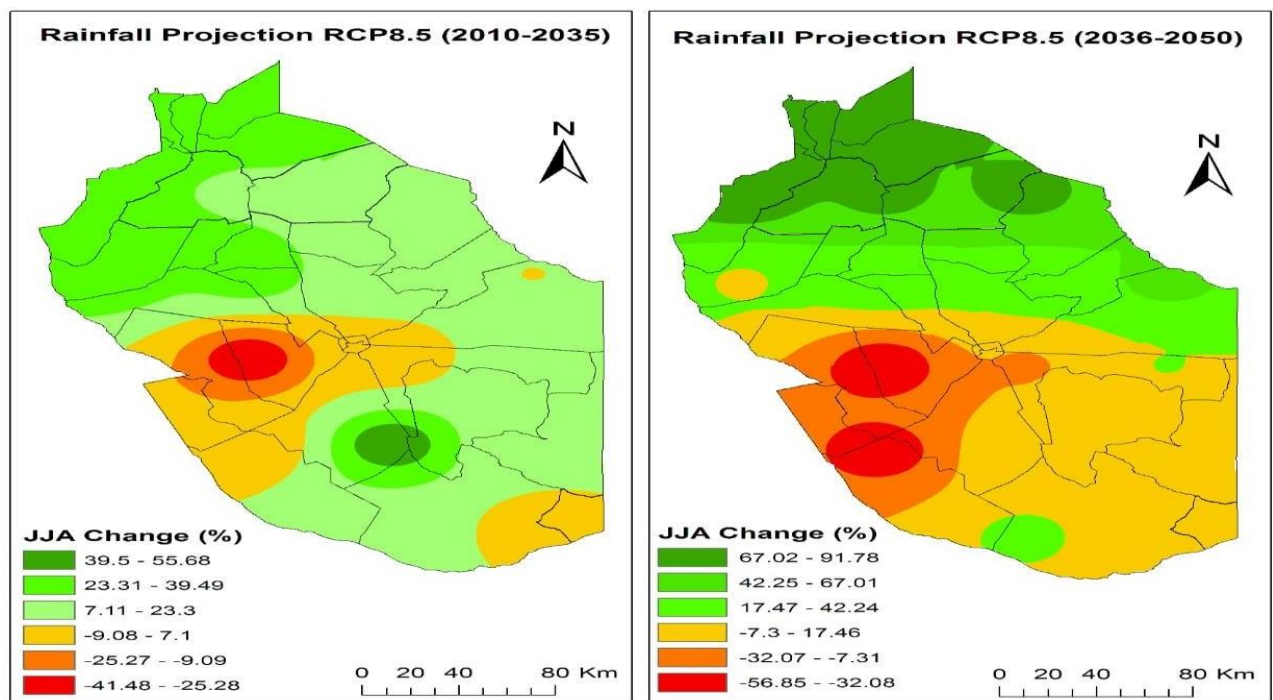 Rainfall Projection RCP8.5 (2010-2035)
N
JJA Change (%)
39.5 - 55.68
23.31 - 39.49
7.11 - 23.3
-9.08 - 7.1
-25.27 - -9.09
-41.48 - -25.28
0 20 40 80 Km
Rainfall Projection RCP8.5 (2036-2050)
N
JJA Change (%)
67.02 - 91.78
42.25 - 67.01
17.47 - 42.24
-7.3 - 17.46
-32.07 - -7.31
-56.85 - -32.08
0 20 40 80 Km